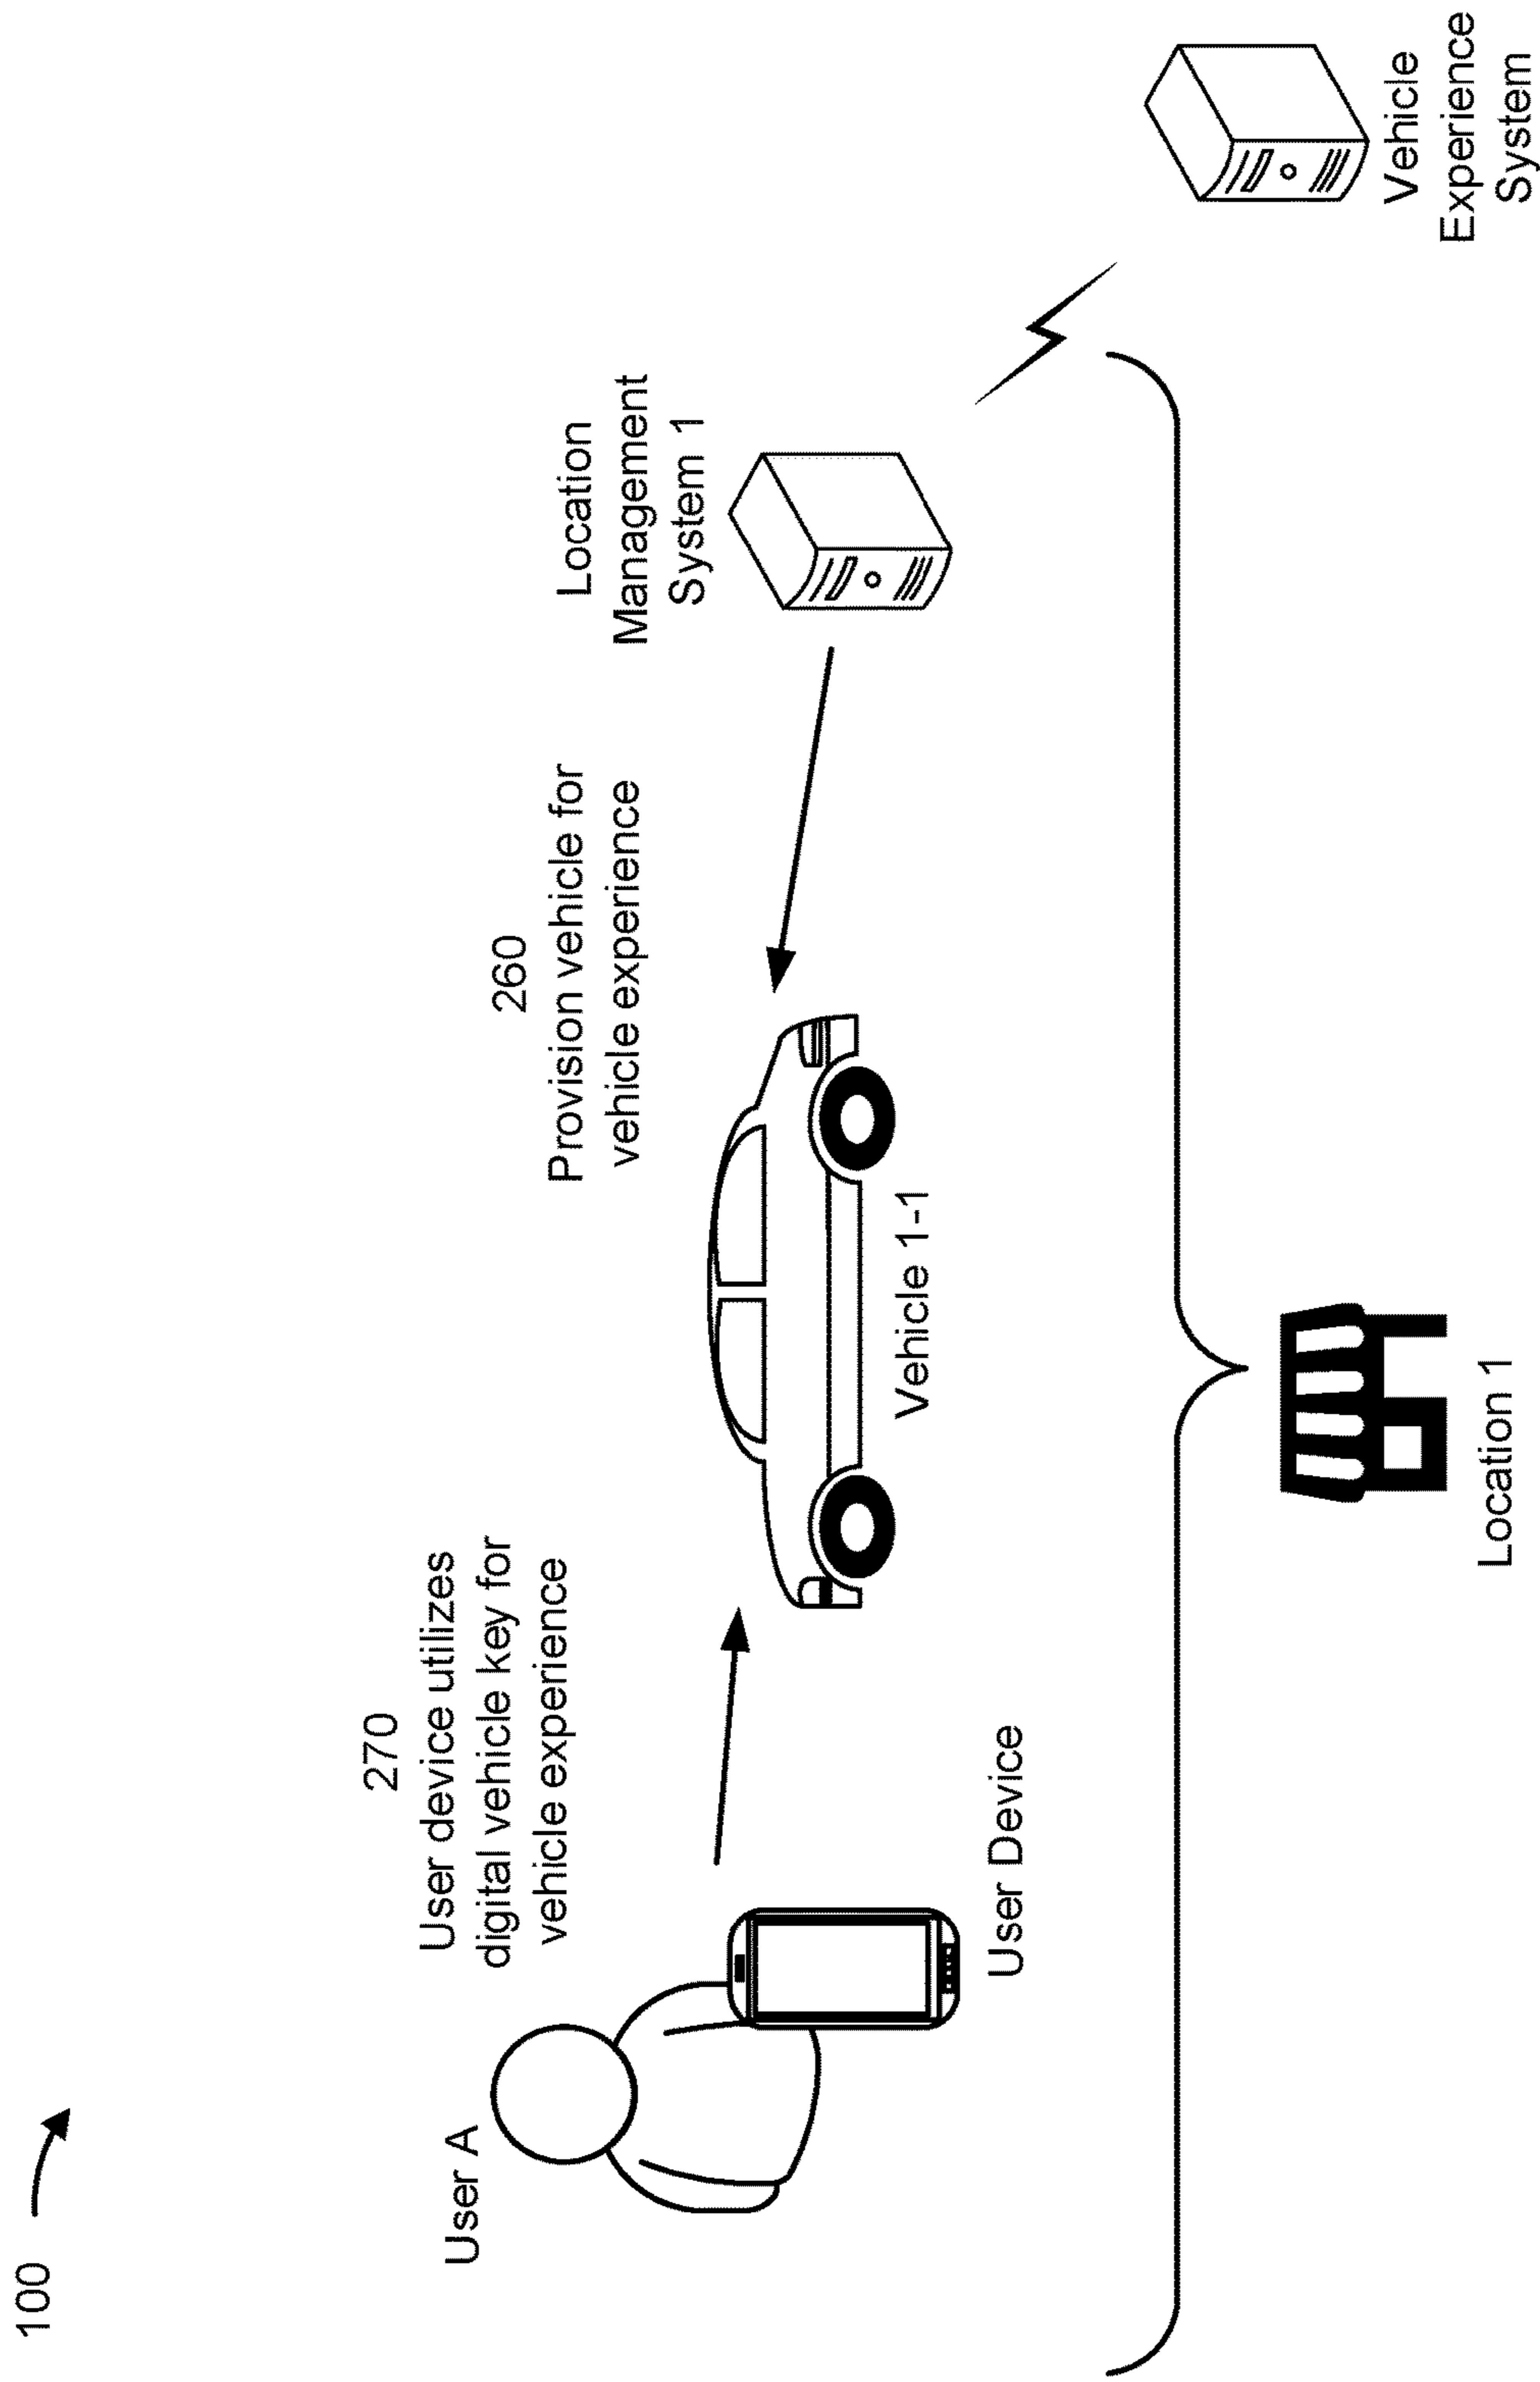 100
270
User device utilizes
digital vehicle key for
vehicle experience
260
Provision vehicle for
vehicle experience
Location
Management
System 1
User A
User Device
Vehicle 1-1
Vehicle
Experience
System
Location 1